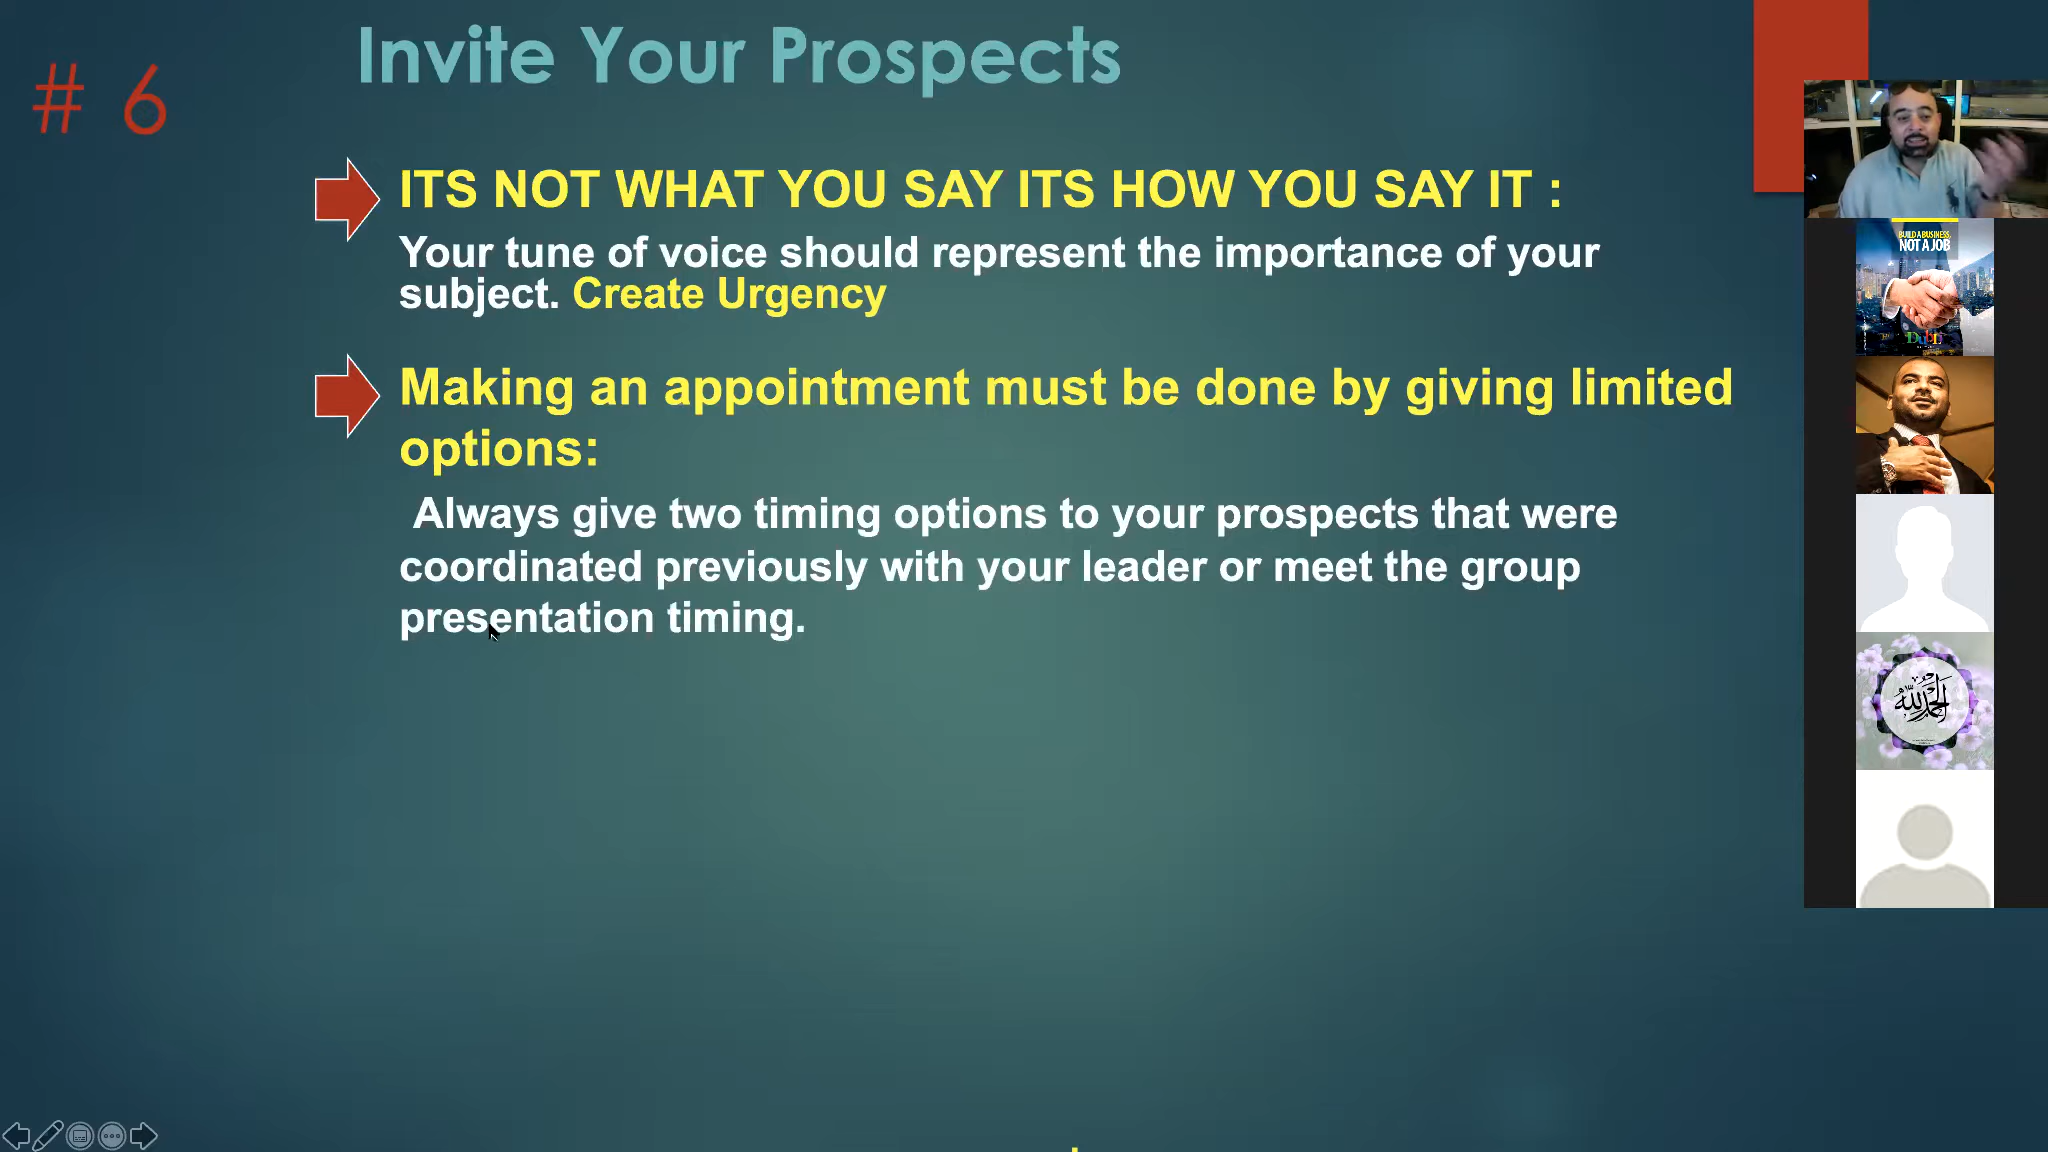 Invite Your Prospects
# 6
ITS NOT WHAT YOU SAY ITS HOW YOU SAY IT :
Your tune of voice should represent the importance of your
subject. Create Urgency
Making an appointment must be done by giving limited
options:
Always give two timing options to your prospects that were
coordinated previously with your leader or meet the group
presentation timing.
BUILD A BUSINESS,
NOT A JOB
DubLi
الحمد لله